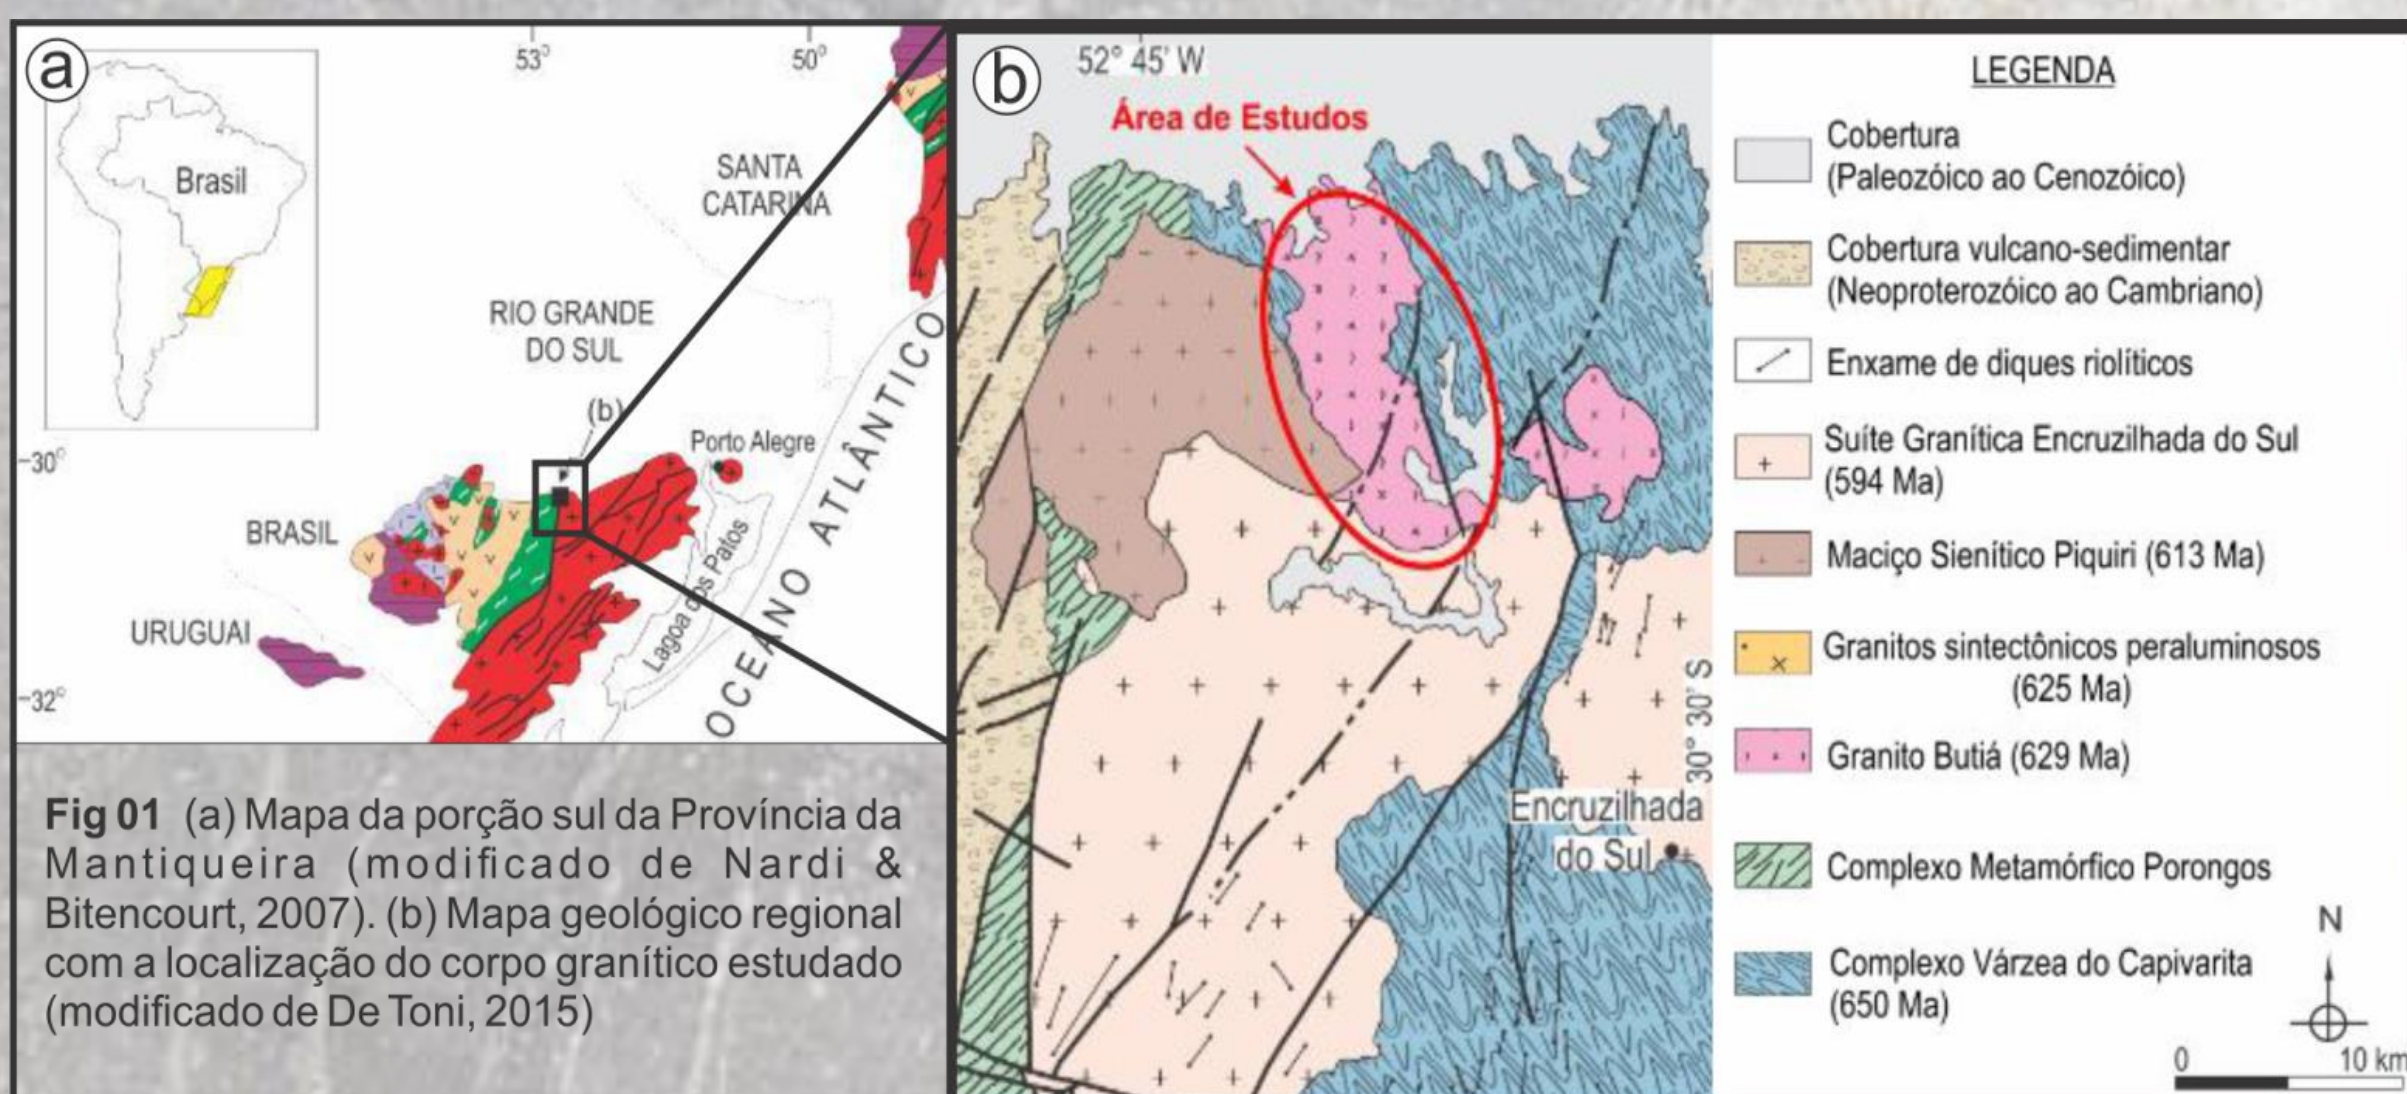 a
53°
50°
Brasil
SANTA
CATARINA
RIO GRANDE
DO SUL
(b)
Porto Alegre
30°
BRASIL
URUGUAI
Lagoa dos Patos
OCEANO ATLÂNTICO
32°
Fig 01 (a) Mapa da porção sul da Província da
Mantiqueira (modificado de Nardi &
Bitencourt, 2007). (b) Mapa geológico regional
com a localização do corpo granítico estudado
(modificado de De Toni, 2015)
b
52° 45' W
Área de Estudos
30° 30' S
Encruzilhada
do Sul
LEGENDA
Cobertura
(Paleozóico ao Cenozóico)
Cobertura vulcano-sedimentar
(Neoproterozóico ao Cambriano)
Enxame de diques riolíticos
Suíte Granítica Encruzilhada do Sul
(594 Ma)
Maciço Sienítico Piquiri (613 Ma)
Granitos sintectônicos peraluminosos
(625 Ma)
Granito Butiá (629 Ma)
Complexo Metamórfico Porongos
Complexo Várzea do Capivarita
(650 Ma)
N
0 10 km